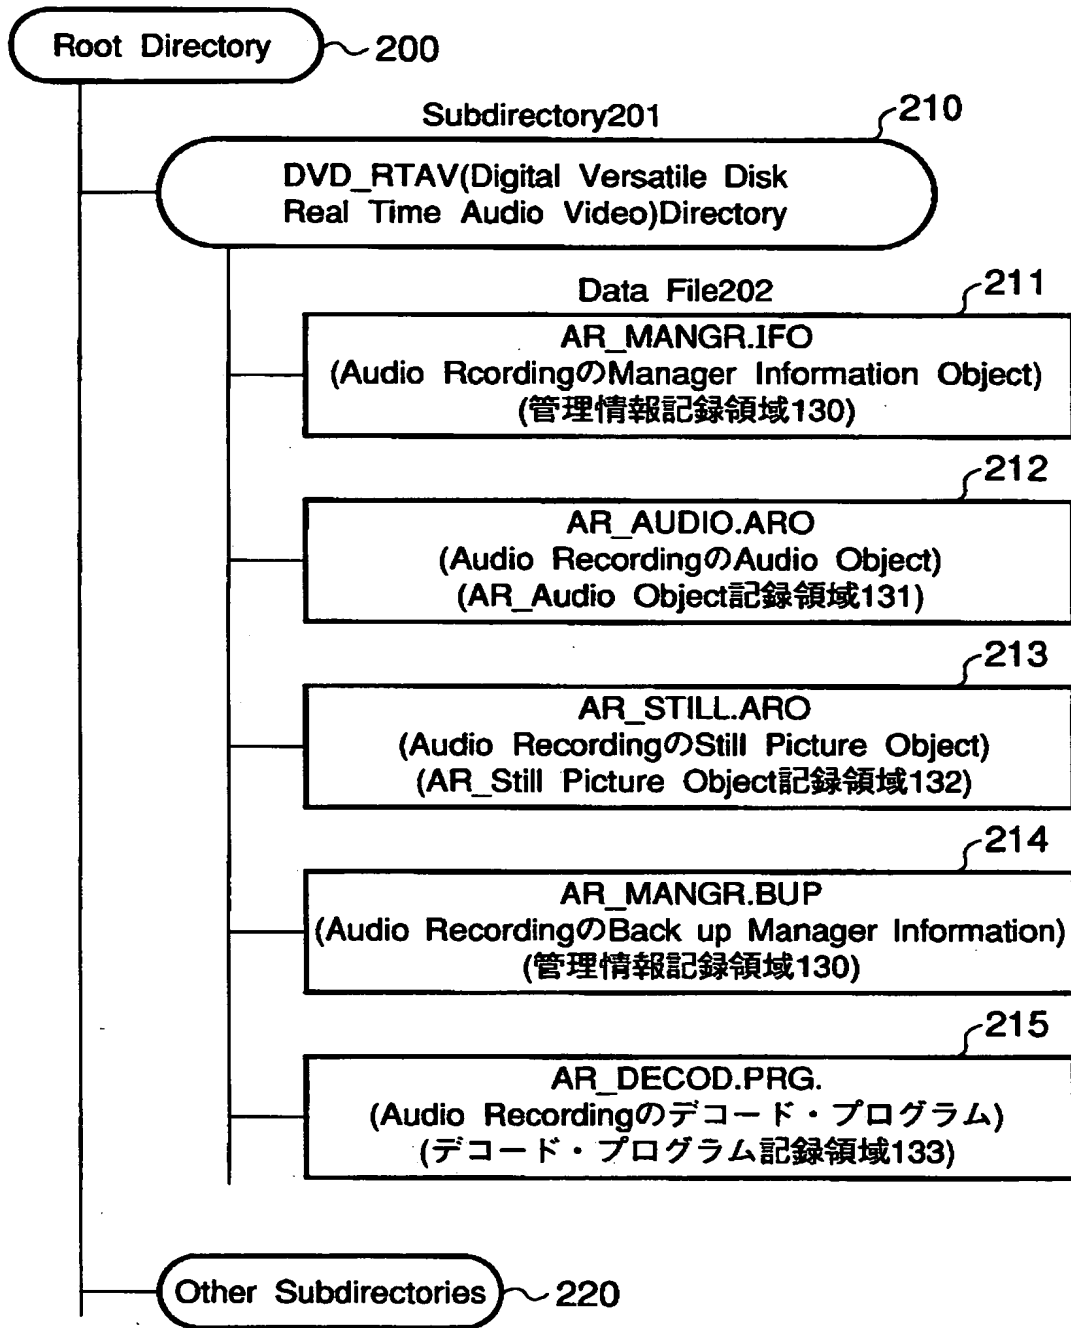 Root Directory
200
Subdirectory201
210
DVD_RTAV(Digital Versatile Disk
Real Time Audio Video)Directory
Data File202
211
AR_MANGR.IFO
(Audio RcordingのManager Information Object)
(管理情報記録領域130)
212
AR_AUDIO.ARO
(Audio RecordingのAudio Object)
(AR_Audio Object記録領域131)
213
AR_STILL.ARO
(Audio RecordingのStill Picture Object)
(AR_Still Picture Object記録領域132)
214
AR_MANGR.BUP
(Audio RecordingのBack up Manager Information)
(管理情報記録領域130)
215
AR_DECOD.PRG.
(Audio Recordingのデコード・プログラム)
(デコード・プログラム記録領域133)
Other Subdirectories
220